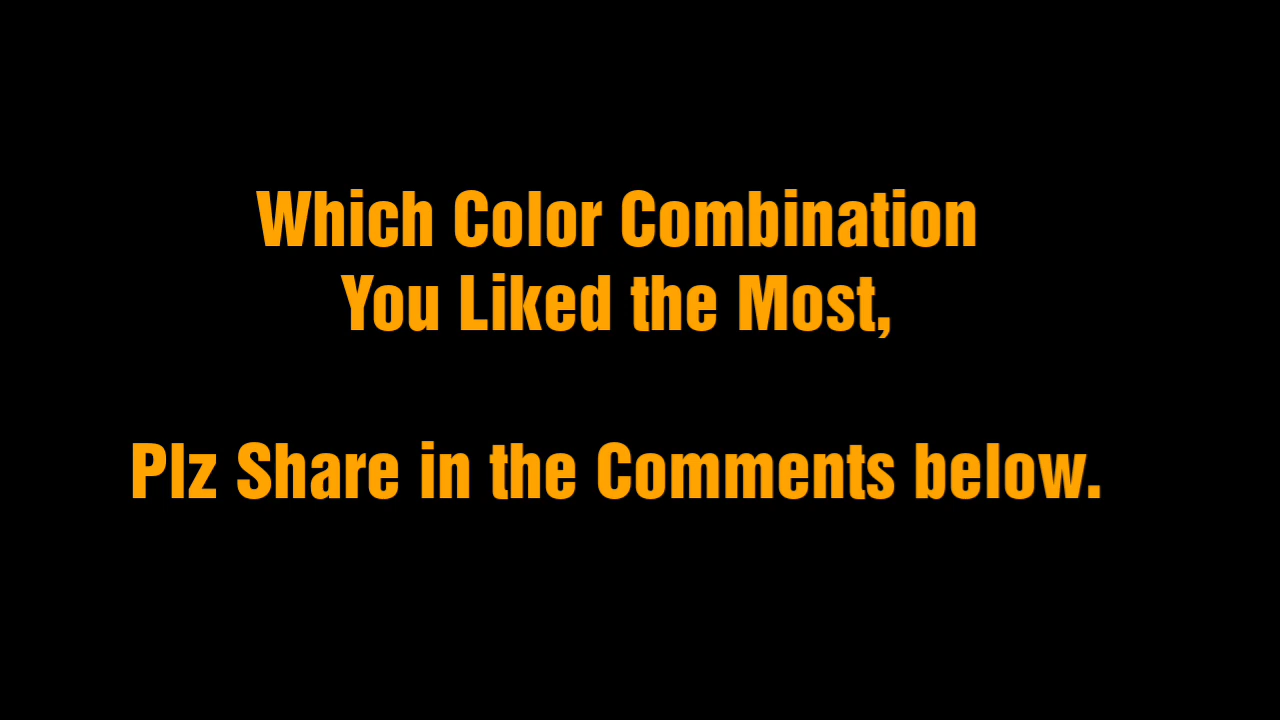 Which Color Combination
You Liked the Most,
Plz Share in the Comments below.